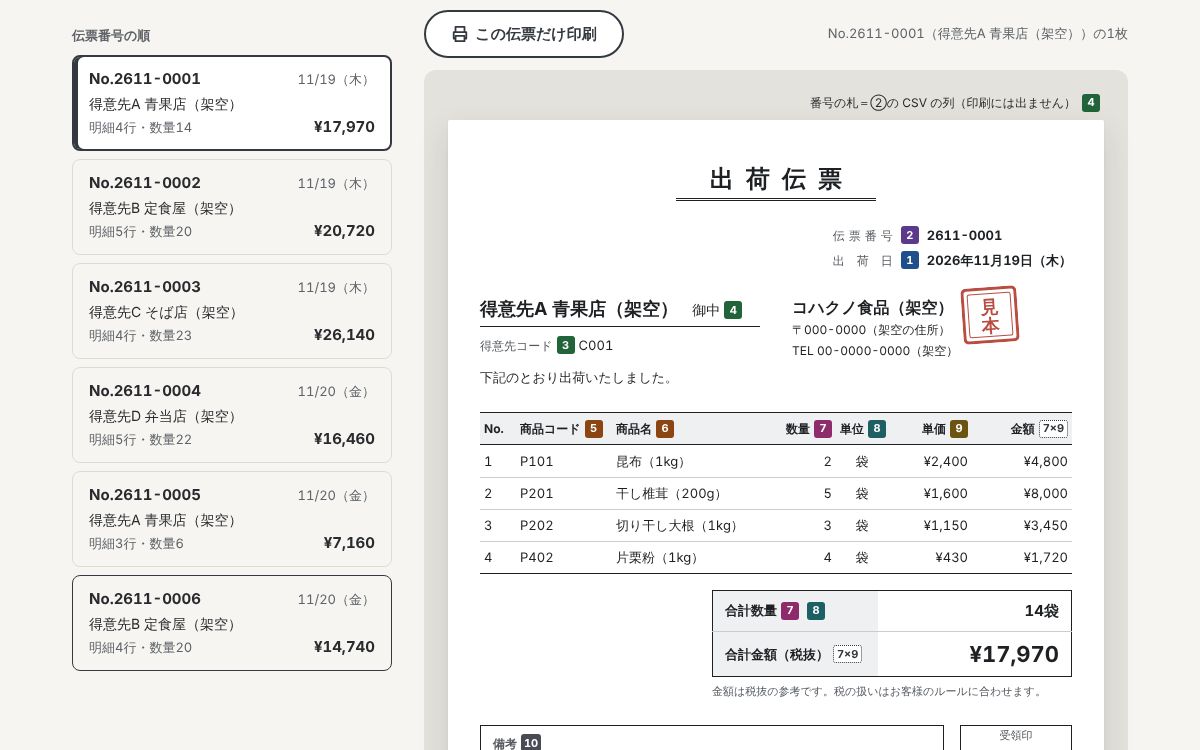 伝票番号の順
No.2611-0001 11/19（木）
得意先A 青果店（架空）
明細4行・数量14 ¥17,970
No.2611-0002 11/19（木）
得意先B 定食屋（架空）
明細5行・数量20 ¥20,720
No.2611-0003 11/19（木）
得意先C そば店（架空）
明細4行・数量23 ¥26,140
No.2611-0004 11/20（金）
得意先D 弁当店（架空）
明細5行・数量22 ¥16,460
No.2611-0005 11/20（金）
得意先A 青果店（架空）
明細3行・数量6 ¥7,160
No.2611-0006 11/20（金）
得意先B 定食屋（架空）
明細4行・数量20 ¥14,740
この伝票だけ印刷
No.2611-0001（得意先A 青果店（架空））の1枚
番号の札＝②の CSV の列（印刷には出ません） 4
出荷伝票
伝票番号 2 2611-0001
出荷日 1 2026年11月19日（木）
得意先A 青果店（架空） 御中 4
得意先コード 3 C001
下記のとおり出荷いたしました。
コハクノ食品（架空）
〒000-0000（架空の住所）
TEL 00-0000-0000（架空）
見
本
No. 商品コード 5 商品名 6 数量 7 単位 8 単価 9 金額 7×9
1 P101 昆布（1kg） 2 袋 ¥2,400 ¥4,800
2 P201 干し椎茸（200g） 5 袋 ¥1,600 ¥8,000
3 P202 切り干し大根（1kg） 3 袋 ¥1,150 ¥3,450
4 P402 片栗粉（1kg） 4 袋 ¥430 ¥1,720
合計数量 7 8 14袋
合計金額（税抜） 7×9 ¥17,970
金額は税抜の参考です。税の扱いはお客様のルールに合わせます。
備考 10
受領印